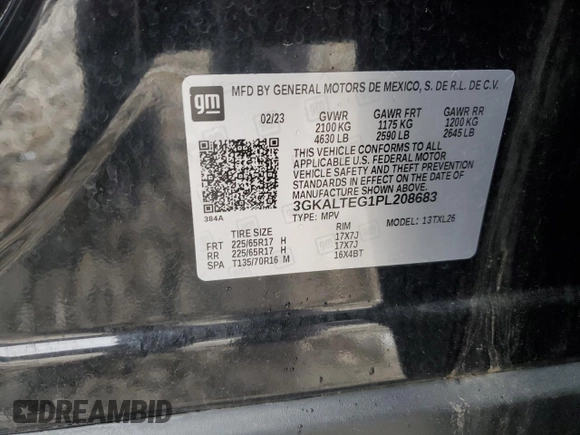 gm
MFD BY GENERAL MOTORS DE MEXICO, S. DE R.L. DE C.V.
02/23 GVWR GAWR FRT GAWR RR
2100 KG 1175 KG 1200 KG
4630 LB 2590 LB 2645 LB
THIS VEHICLE CONFORMS TO ALL
APPLICABLE U.S. FEDERAL MOTOR
VEHICLE SAFETY AND THEFT PREVENTION
STANDARDS IN EFFECT ON THE DATE OF
MANUFACTURE SHOWN ABOVE.
3GKALTEG1PL208683
384A TYPE: MPV MODEL: 13TXL26
TIRE SIZE RIM
FRT 225/65R17 H 17X7J
RR 225/65R17 H 17X7J
SPA T135/70R16 M 16X4BT
DREAMBID